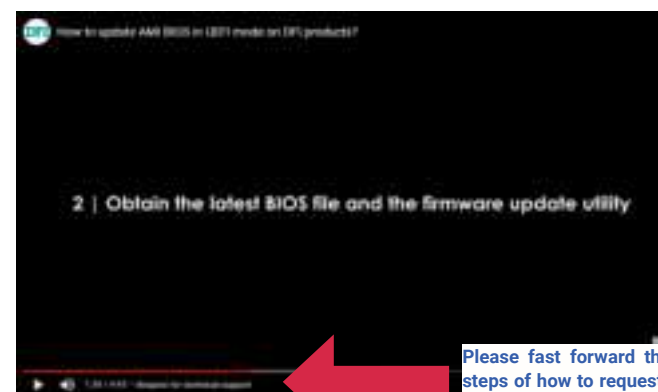 DFI How to update AMI BIOS in UEFI mode on DFI products?
2 | Obtain the latest BIOS file and the firmware update utility
Please fast forward th
steps of how to request